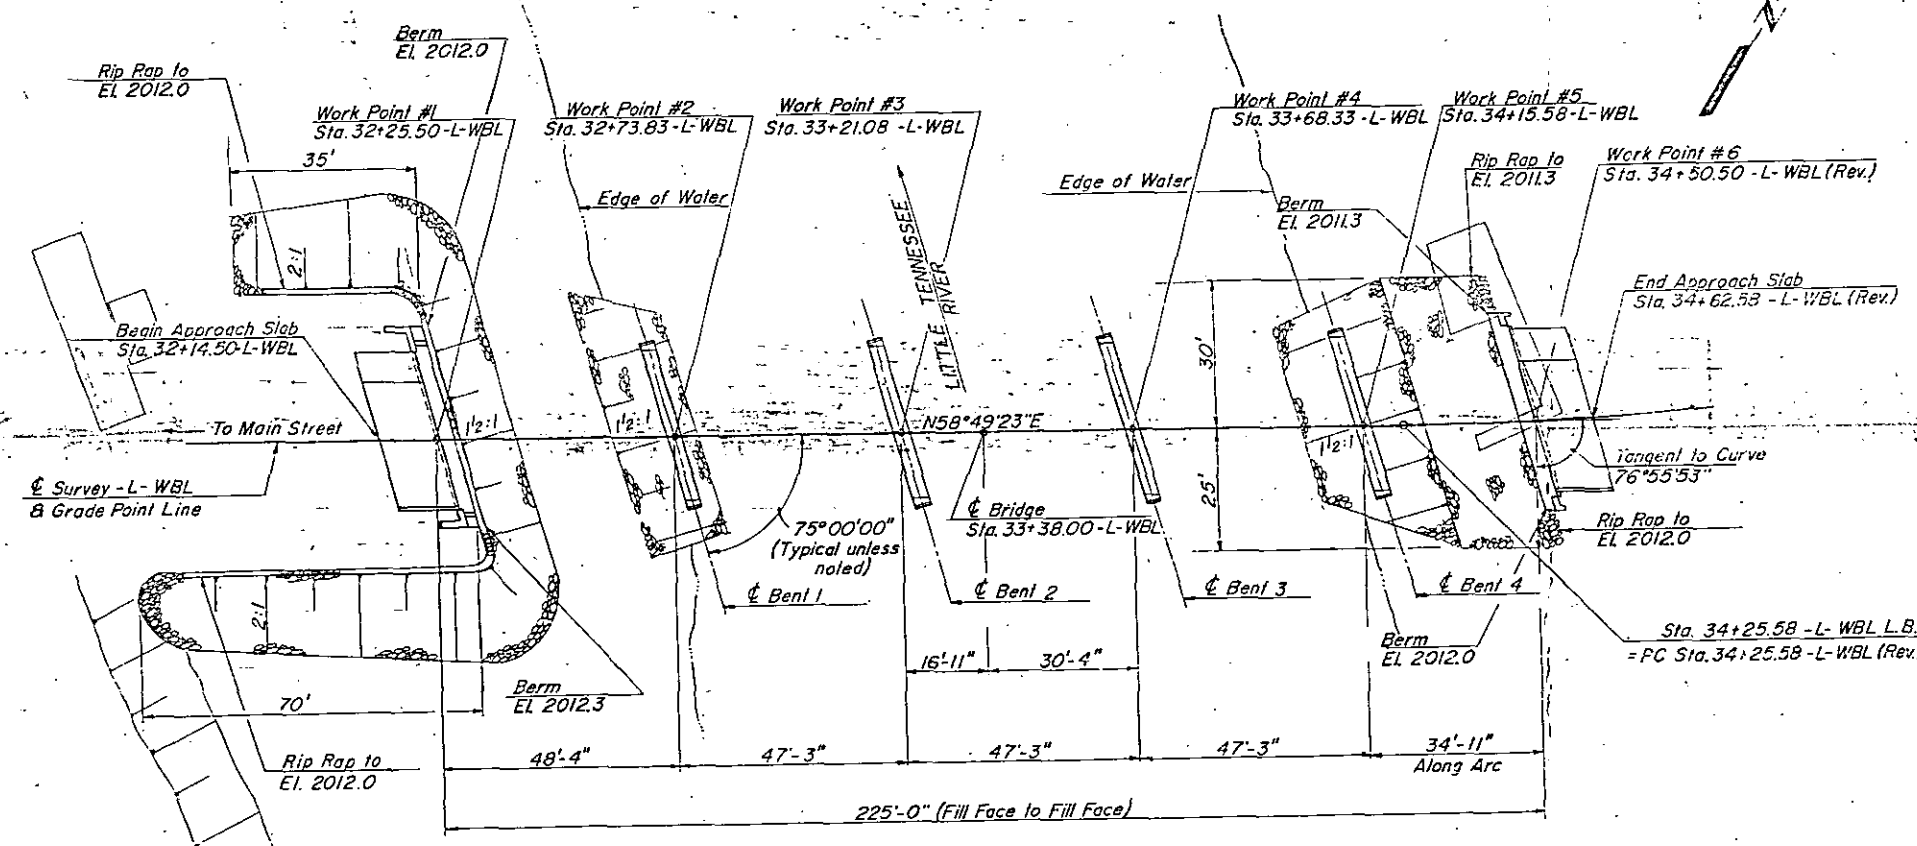 Berm
El. 2012.0
Rip Rap to
El. 2012.0
Work Point #1
Sta. 32+25.50-L-WBL
Work Point #2
Sta. 32+73.83-L-WBL
Work Point #3
Sta. 33+21.08 -L-WBL
Work Point #4
Sta. 33+68.33 -L-WBL
Work Point #5
Sta. 34+15.58-L-WBL
Rip Rap to
El. 2011.3
Work Point #6
Sta. 34+50.50 -L-WBL (Rev.)
N
35'
Edge of Water
Edge of Water
Berm
El. 2011.3
LITTLE TENNESSEE
RIVER
2:1
End Approach Slab
Sta. 34+62.58 -L-WBL (Rev.)
Begin Approach Slab
Sta. 32+14.50-L-WBL
30'
To Main Street
1½:1
1½:1
N58°49'23"E
1½:1
℄ Survey -L- WBL
& Grade Point Line
Tangent to Curve
76°55'53"
25'
75°00'00"
(Typical unless
noted)
℄ Bridge
Sta. 33+38.00 -L-WBL
Rip Rap to
El. 2012.0
℄ Bent 1
℄ Bent 2
℄ Bent 3
℄ Bent 4
2:1
Berm
El. 2012.0
Sta. 34+25.58 -L- WBL L.B.
= PC Sta. 34+25.58 -L-WBL (Rev.
16'-11"
30'-4"
Berm
El. 2012.3
70'
Rip Rap to
El. 2012.0
48'-4"
47'-3"
47'-3"
47'-3"
34'-11"
Along Arc
225'-0" (Fill Face to Fill Face)